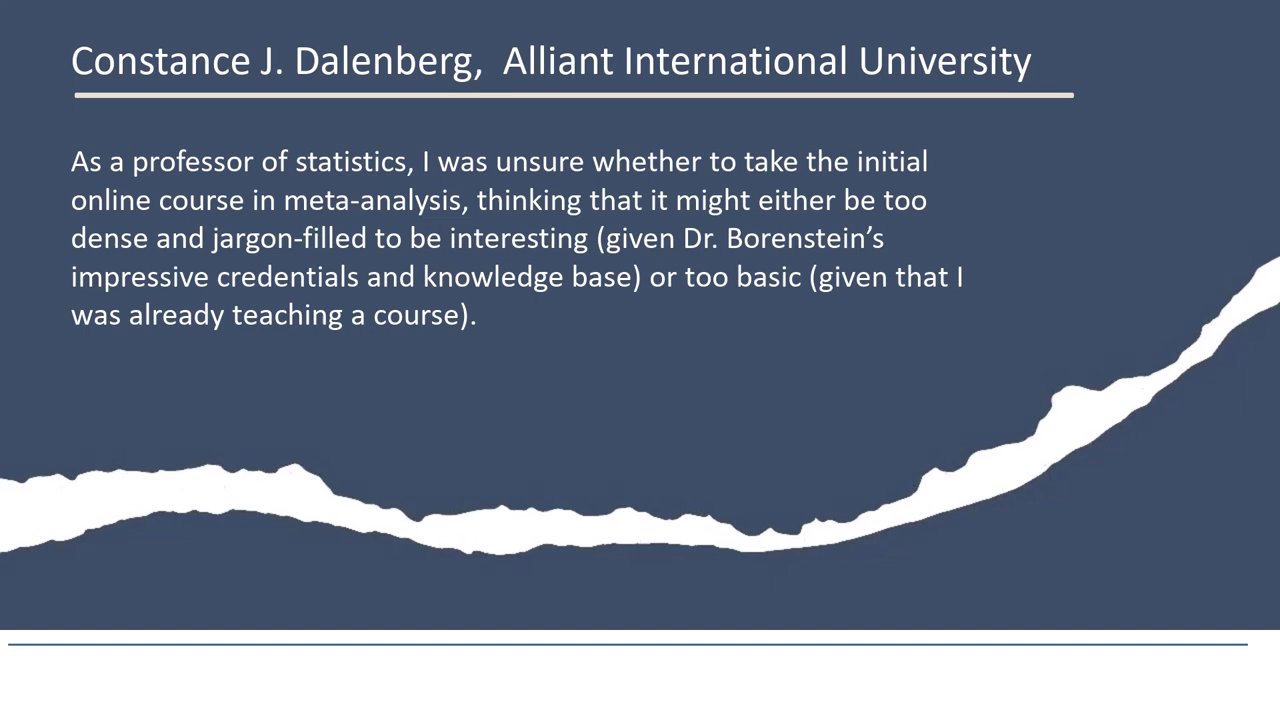 Constance J. Dalenberg, Alliant International University
As a professor of statistics, I was unsure whether to take the initial
online course in meta-analysis, thinking that it might either be too
dense and jargon-filled to be interesting (given Dr. Borenstein’s
impressive credentials and knowledge base) or too basic (given that I
was already teaching a course).